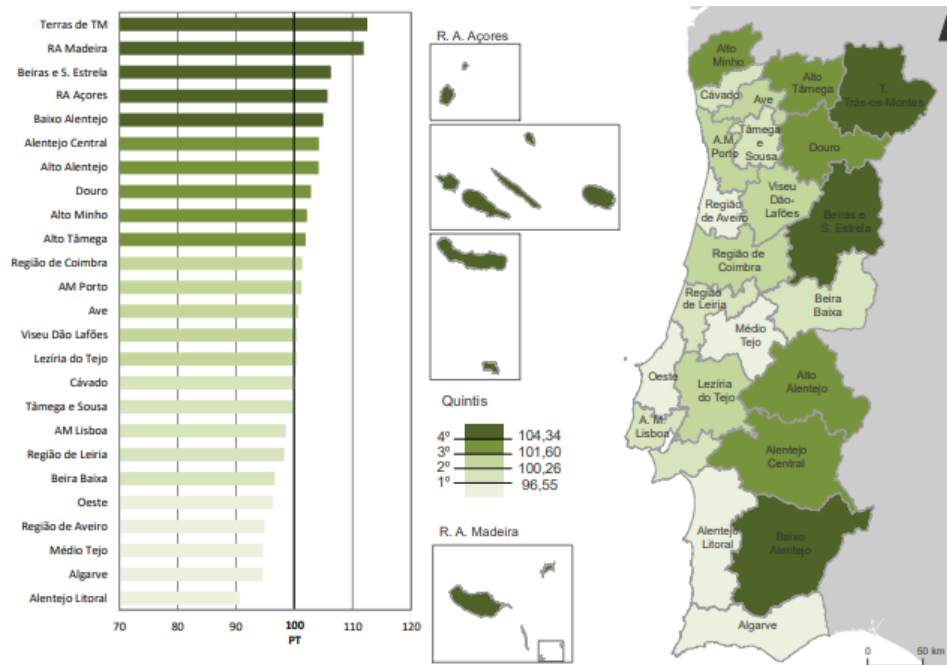 Terras de TM
RA Madeira
Beiras e S. Estrela
RA Açores
Baixo Alentejo
Alentejo Central
Alto Alentejo
Douro
Alto Minho
Alto Tâmega
Região de Coimbra
AM Porto
Ave
Viseu Dão Lafões
Lezíria do Tejo
Cávado
Tâmega e Sousa
AM Lisboa
Região de Leiria
Beira Baixa
Oeste
Região de Aveiro
Médio Tejo
Algarve
Alentejo Litoral
70 80 90 100 110 120
PT
R. A. Açores
Quintis
4º 104,34
3º 101,60
2º 100,26
1º 96,55
R. A. Madeira
Alto
Minho
Alto
Tâmega
T.
Trás-os-Montes
Cávado
Ave
Tâmega
e
Sousa
A.M.
Porto
Douro
Viseu
Dão-
Lafões
Região
de Aveiro
Beiras e
S. Estrela
Região de
Coimbra
Região
de Leiria
Beira
Baixa
Médio
Tejo
Oeste
Lezíria
do Tejo
Alto
Alentejo
A. M.
Lisboa
Alentejo
Central
Alentejo
Litoral
Baixo
Alentejo
Algarve
0 50 km